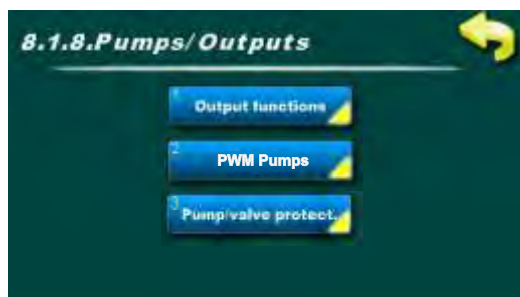 8.1.8.Pumps/Outputs
1
Output functions
2
PWM Pumps
3
Pump/valve protect.